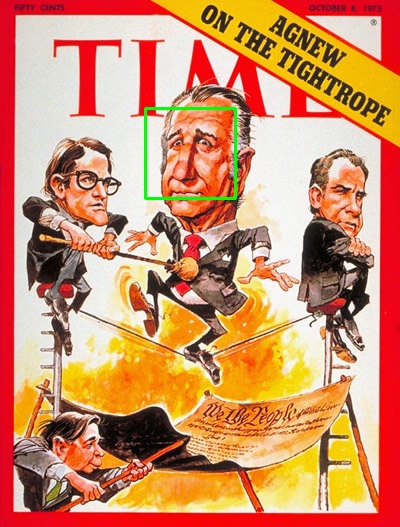 FIFTY CENTS
OCTOBER 8, 1973
AGNEW
ON THE TIGHTROPE
TIME
We the People